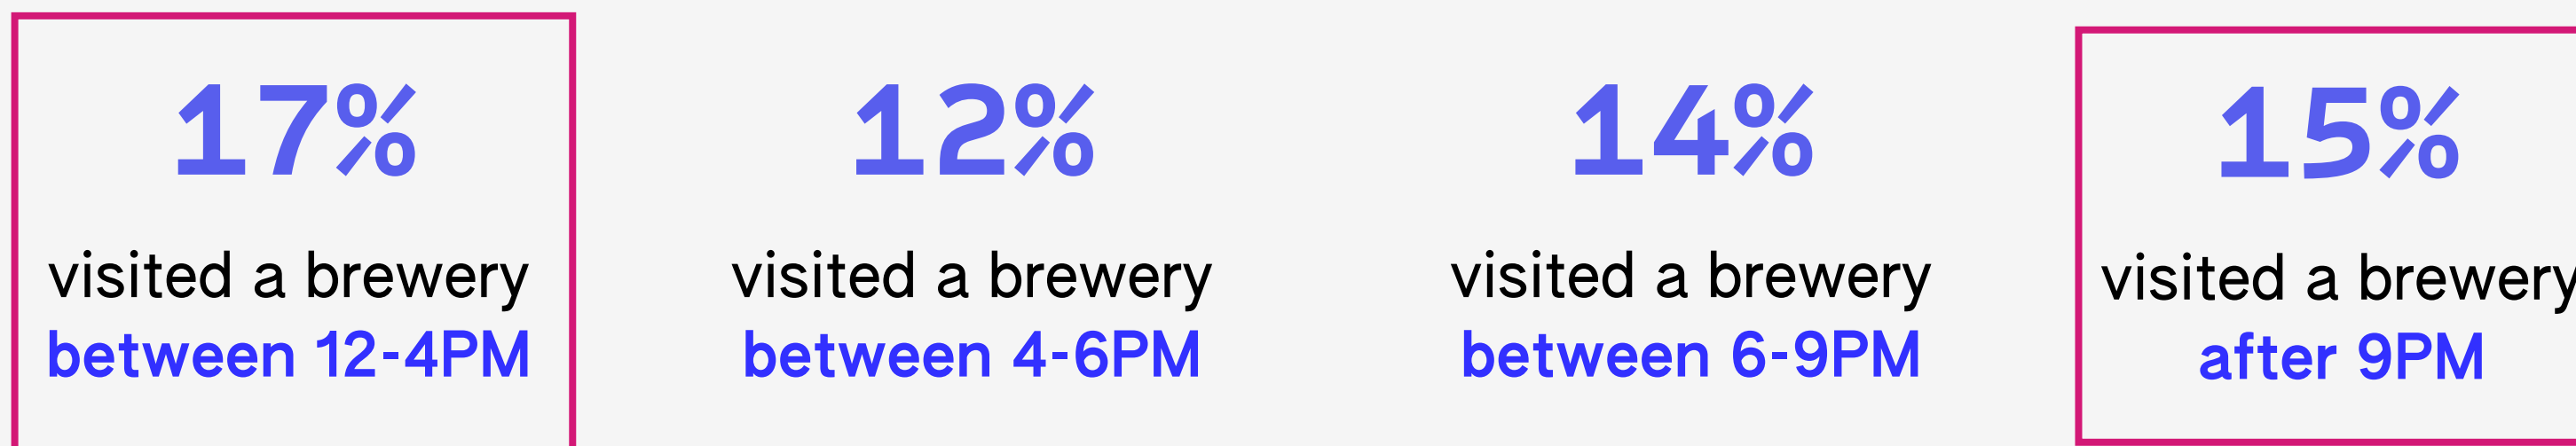 17%
visited a brewery
between 12-4PM
12%
visited a brewery
between 4-6PM
14%
visited a brewery
between 6-9PM
15%
visited a brewery
after 9PM